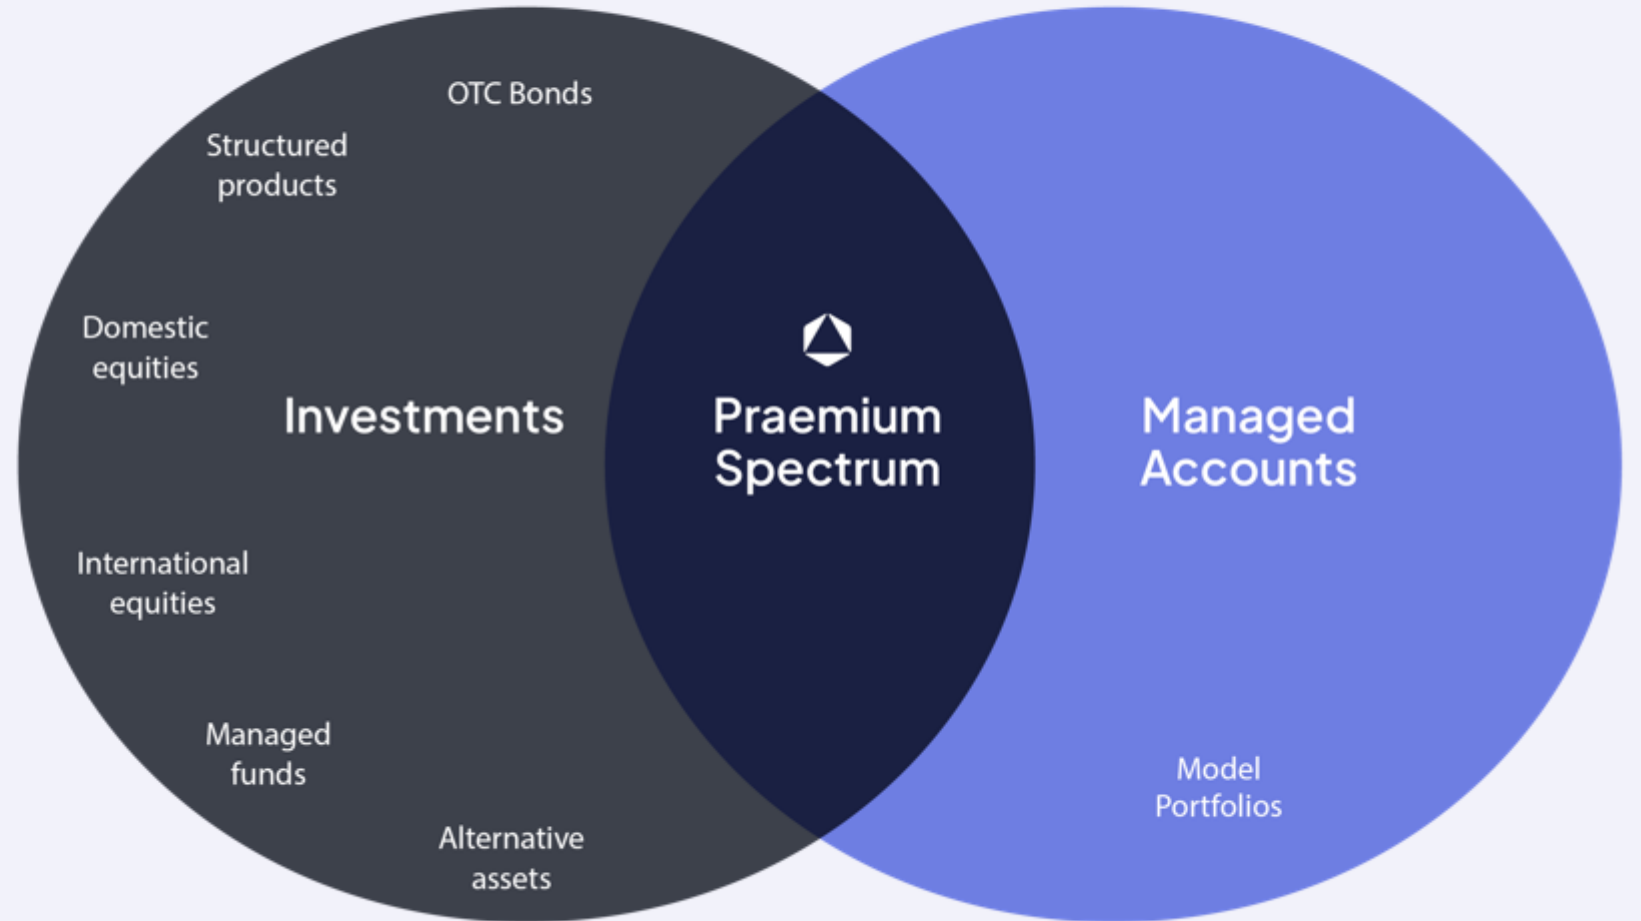 OTC Bonds
Structured
products
Domestic
equities
Investments
International
equities
Managed
funds
Alternative
assets
Praemium
Spectrum
Managed
Accounts
Model
Portfolios